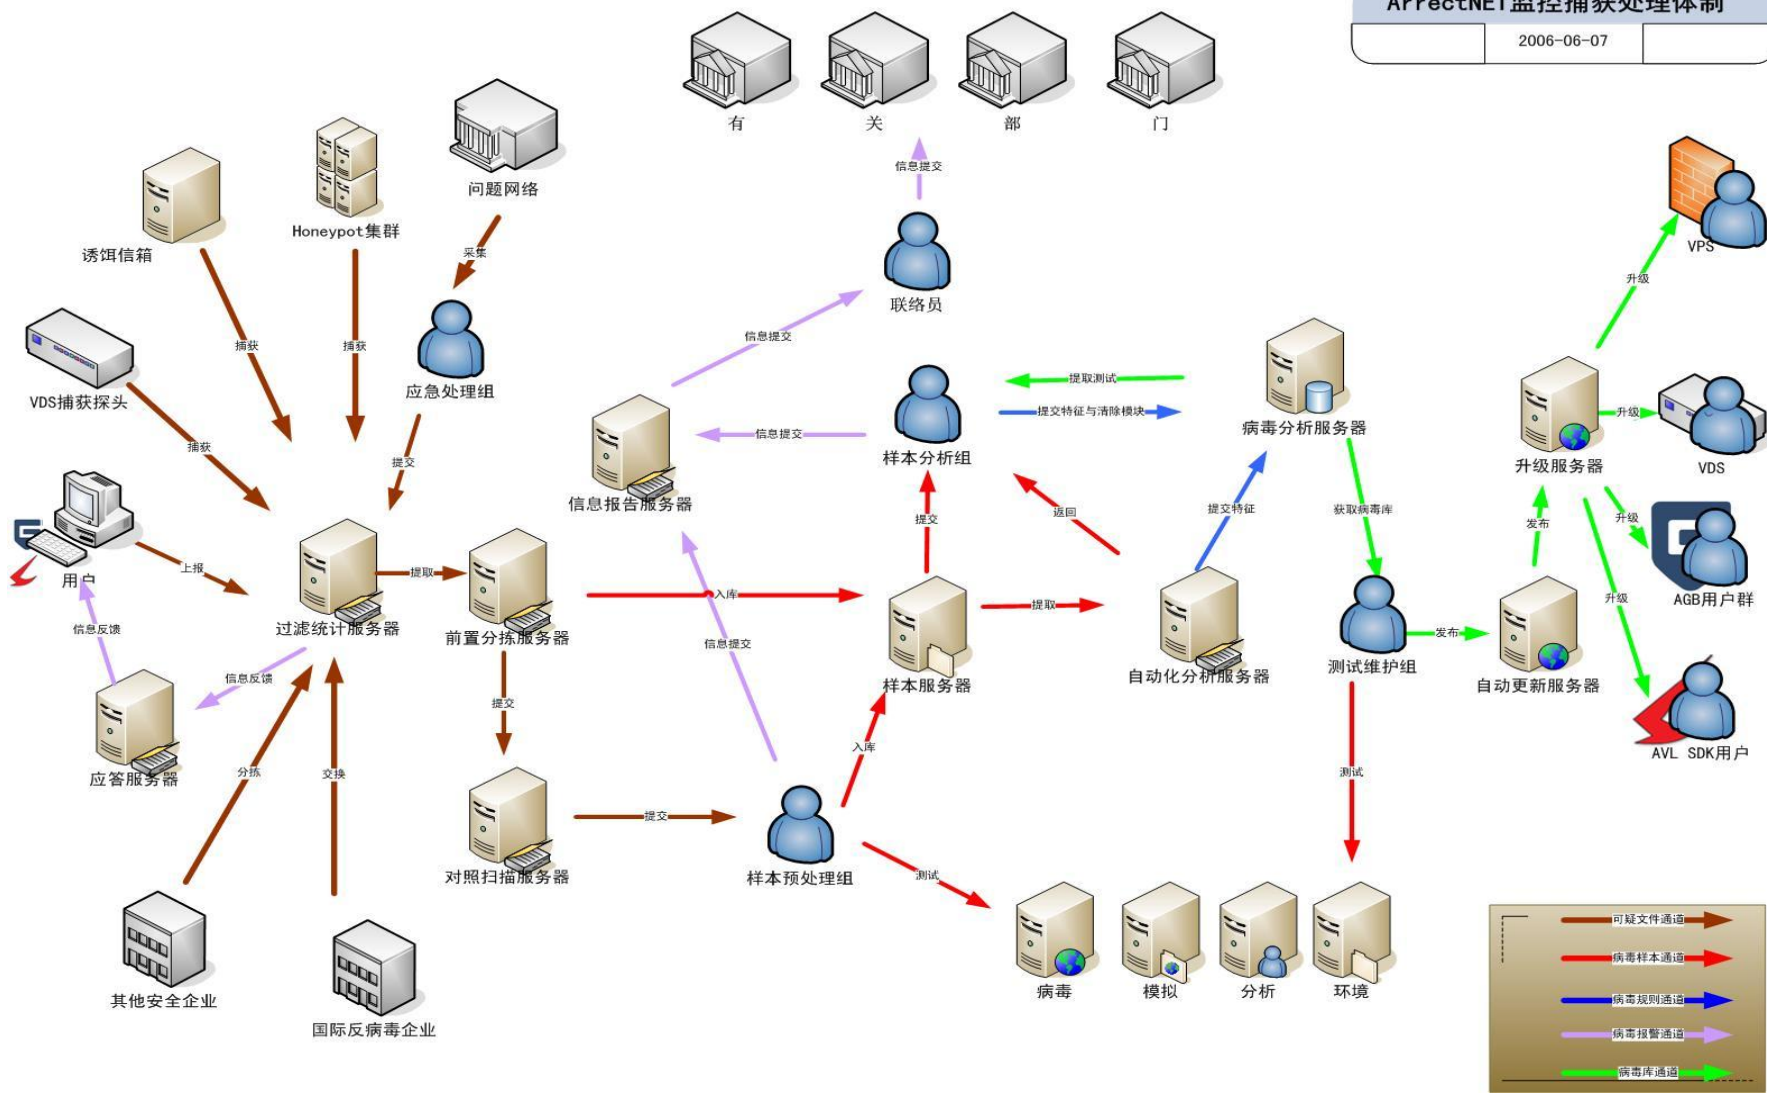 ArrectNET监控捕获处理体制
2006-06-07
有 关 部 门
信息提交
问题网络
Honeypot集群
诱饵信箱
采集
VPS
联络员
升级
捕获
捕获
信息提交
应急处理组
VDS捕获探头
提取测试
提交特征与清除模块
升级
病毒分析服务器
信息提交
捕获
样本分析组
提交
升级服务器
VDS
信息报告服务器
提交
返回
提交特征
获取病毒库
发布
升级
用户
上报
提取
入库
提取
升级
AGB用户群
过滤统计服务器
前置分拣服务器
信息反馈
信息提交
发布
测试维护组
信息反馈
样本服务器
自动化分析服务器
自动更新服务器
提交
入库
AVL SDK用户
应答服务器
分拣
交换
测试
提交
对照扫描服务器
样本预处理组
测试
其他安全企业
国际反病毒企业
病毒 模拟 分析 环境
可疑文件通道
病毒样本通道
病毒规则通道
病毒报警通道
病毒库通道